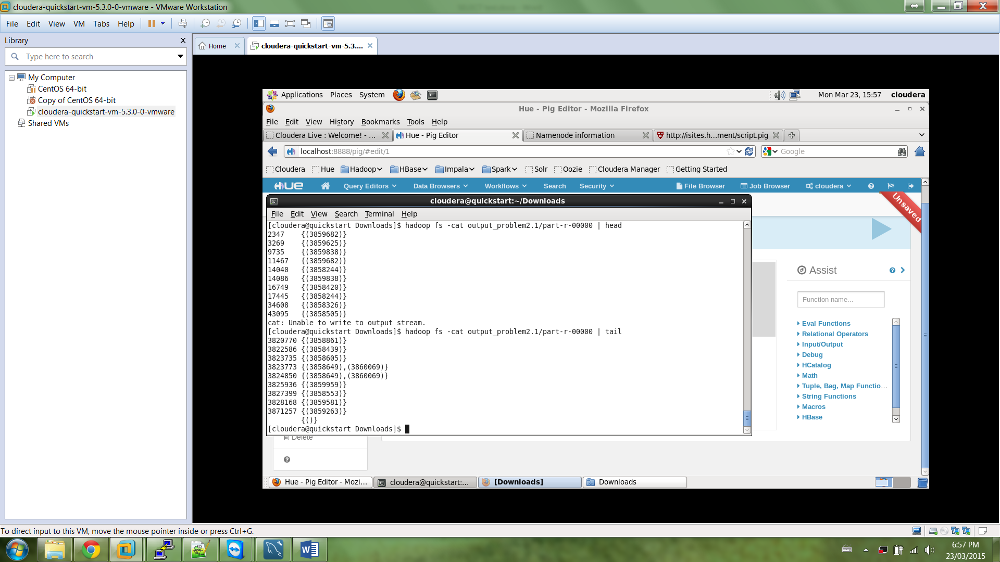 cloudera-quickstart-vm-5.3.0-0-vmware - VMware Workstation
File Edit View VM Tabs Help
Library
Type here to search
My Computer
CentOS 64-bit
Copy of CentOS 64-bit
cloudera-quickstart-vm-5.3.0-0-vmware
Shared VMs
Home
cloudera-quickstart-vm-5.3....
Applications Places System
Mon Mar 23, 15:57 cloudera
Hue - Pig Editor - Mozilla Firefox
File Edit View History Bookmarks Tools Help
Cloudera Live : Welcome! - ...
Hue - Pig Editor
Namenode information
http://isites.h...ment/script.pig
localhost:8888/pig/#edit/1
Google
Cloudera Hue Hadoop HBase Impala Spark Solr Oozie Cloudera Manager Getting Started
HUE Query Editors Data Browsers Workflows Search Security File Browser Job Browser cloudera
Unsaved
cloudera@quickstart:~/Downloads
File Edit View Search Terminal Help
[cloudera@quickstart Downloads]$ hadoop fs -cat output_problem2.1/part-r-00000 | head
2347 {(3859682)}
3269 {(3859625)}
9735 {(3859838)}
11467 {(3859682)}
14040 {(3858244)}
14086 {(3859838)}
16749 {(3858420)}
17445 {(3858244)}
34608 {(3858326)}
43095 {(3858505)}
cat: Unable to write to output stream.
[cloudera@quickstart Downloads]$ hadoop fs -cat output_problem2.1/part-r-00000 | tail
3820770 {(3858861)}
3822586 {(3858439)}
3823735 {(3858605)}
3823773 {(3858649),(3860069)}
3824850 {(3858649),(3860069)}
3825936 {(3859959)}
3827399 {(3858553)}
3828168 {(3859581)}
3871257 {(3859263)}
{()}
[cloudera@quickstart Downloads]$
Assist
Function name...
Eval Functions
Relational Operators
Input/Output
Debug
HCatalog
Math
Tuple, Bag, Map Functio...
String Functions
Macros
HBase
Delete
Hue - Pig Editor - Mozi...
cloudera@quickstart:...
[Downloads]
Downloads
To direct input to this VM, move the mouse pointer inside or press Ctrl+G.
6:57 PM
23/03/2015